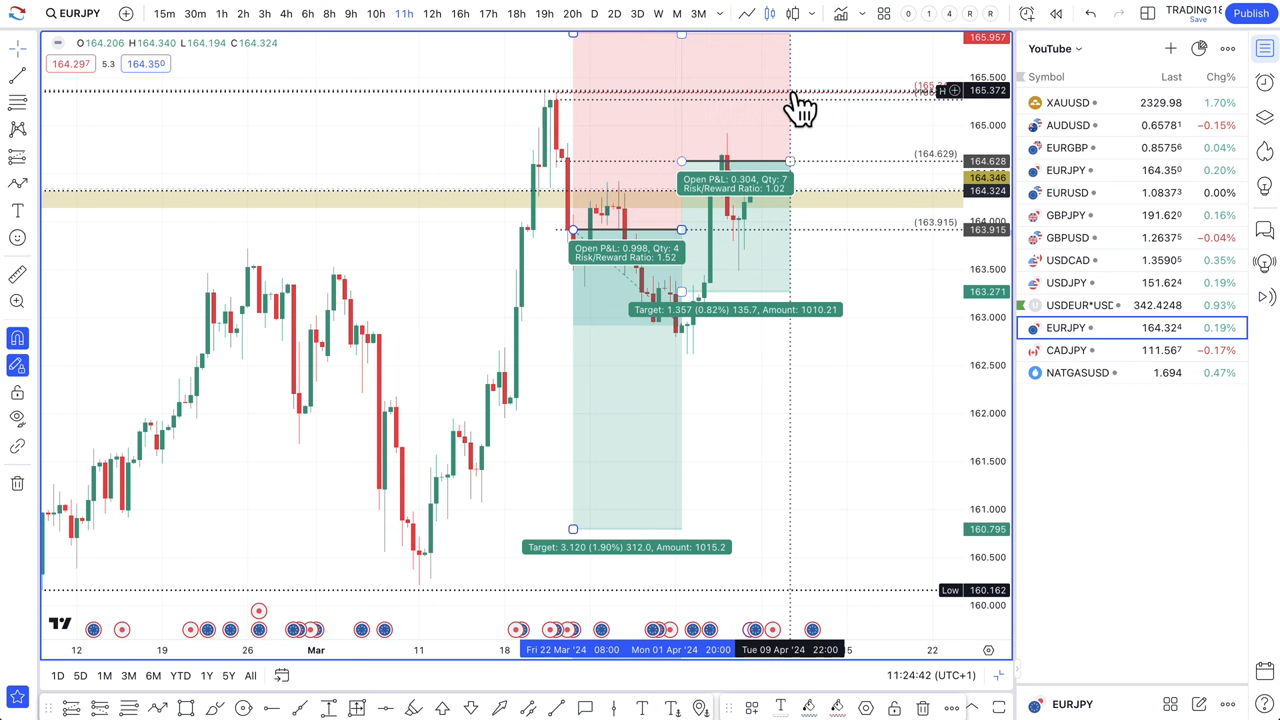 EURJPY 15m 30m 1h 2h 3h 4h 6h 8h 9h 10h 11h 12h 16h 17h 18h 19h 20h D 2D 3D W M 3M 0 1 4 R R TRADING18 Save Publish
O164.206 H164.340 L164.194 C164.324
164.297 5.3 164.350
YouTube
Symbol Last Chg%
XAUUSD 2329.98 1.70%
AUDUSD 0.65781 −0.15%
EURGBP 0.85756 0.04%
EURJPY 164.350 0.20%
EURUSD 1.08373 0.00%
GBPJPY 191.620 0.16%
GBPUSD 1.26375 −0.04%
USDCAD 1.35905 0.35%
USDJPY 151.624 0.19%
USDEUR*USD 342.4248 0.93%
EURJPY 164.324 0.19%
CADJPY 111.567 −0.17%
NATGASUSD 1.694 0.47%
165.957
165.500
H 165.372
165.000
(164.629) 164.628
164.346
164.324
164.000
(163.915) 163.915
163.500
163.271
163.000
162.500
162.000
161.500
161.000
160.795
160.500
Low 160.162
160.000
Open P&L: 0.304, Qty: 7
Risk/Reward Ratio: 1.02
Open P&L: 0.998, Qty: 4
Risk/Reward Ratio: 1.52
Target: 1.357 (0.82%) 135.7, Amount: 1010.21
Target: 3.120 (1.90%) 312.0, Amount: 1015.2
12 19 26 Mar 11 18 Fri 22 Mar '24 08:00 Mon 01 Apr '24 20:00 Tue 09 Apr '24 22:00 5 22
1D 5D 1M 3M 6M YTD 1Y 5Y All 11:24:42 (UTC+1)
EURJPY